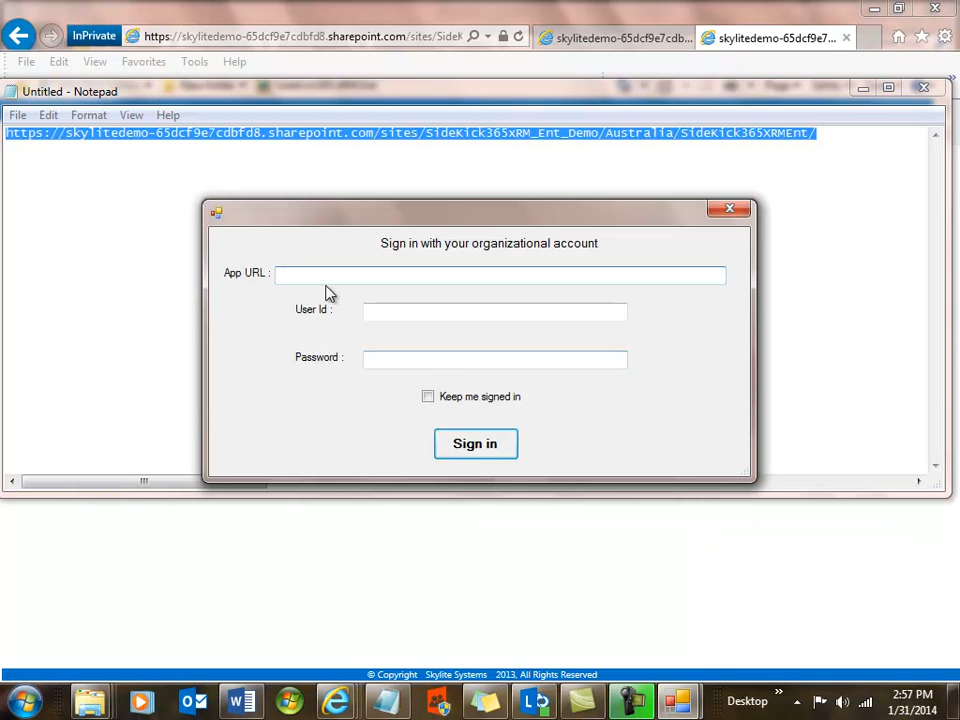 InPrivate https://skylitedemo-65dcf9e7cdbfd8.sharepoint.com/sites/SideK skylitedemo-65dcf9e7cdb... skylitedemo-65dcf9e7...
File Edit View Favorites Tools Help
Untitled - Notepad
File Edit Format View Help
https://skylitedemo-65dcf9e7cdbfd8.sharepoint.com/sites/SideKick365xRM_Ent_Demo/Australia/SideKick365XRMEnt/
Sign in with your organizational account
App URL :
User Id :
Password :
Keep me signed in
Sign in
© Copyright Skylite Systems 2013, All Rights Reserved
Desktop
2:57 PM
1/31/2014